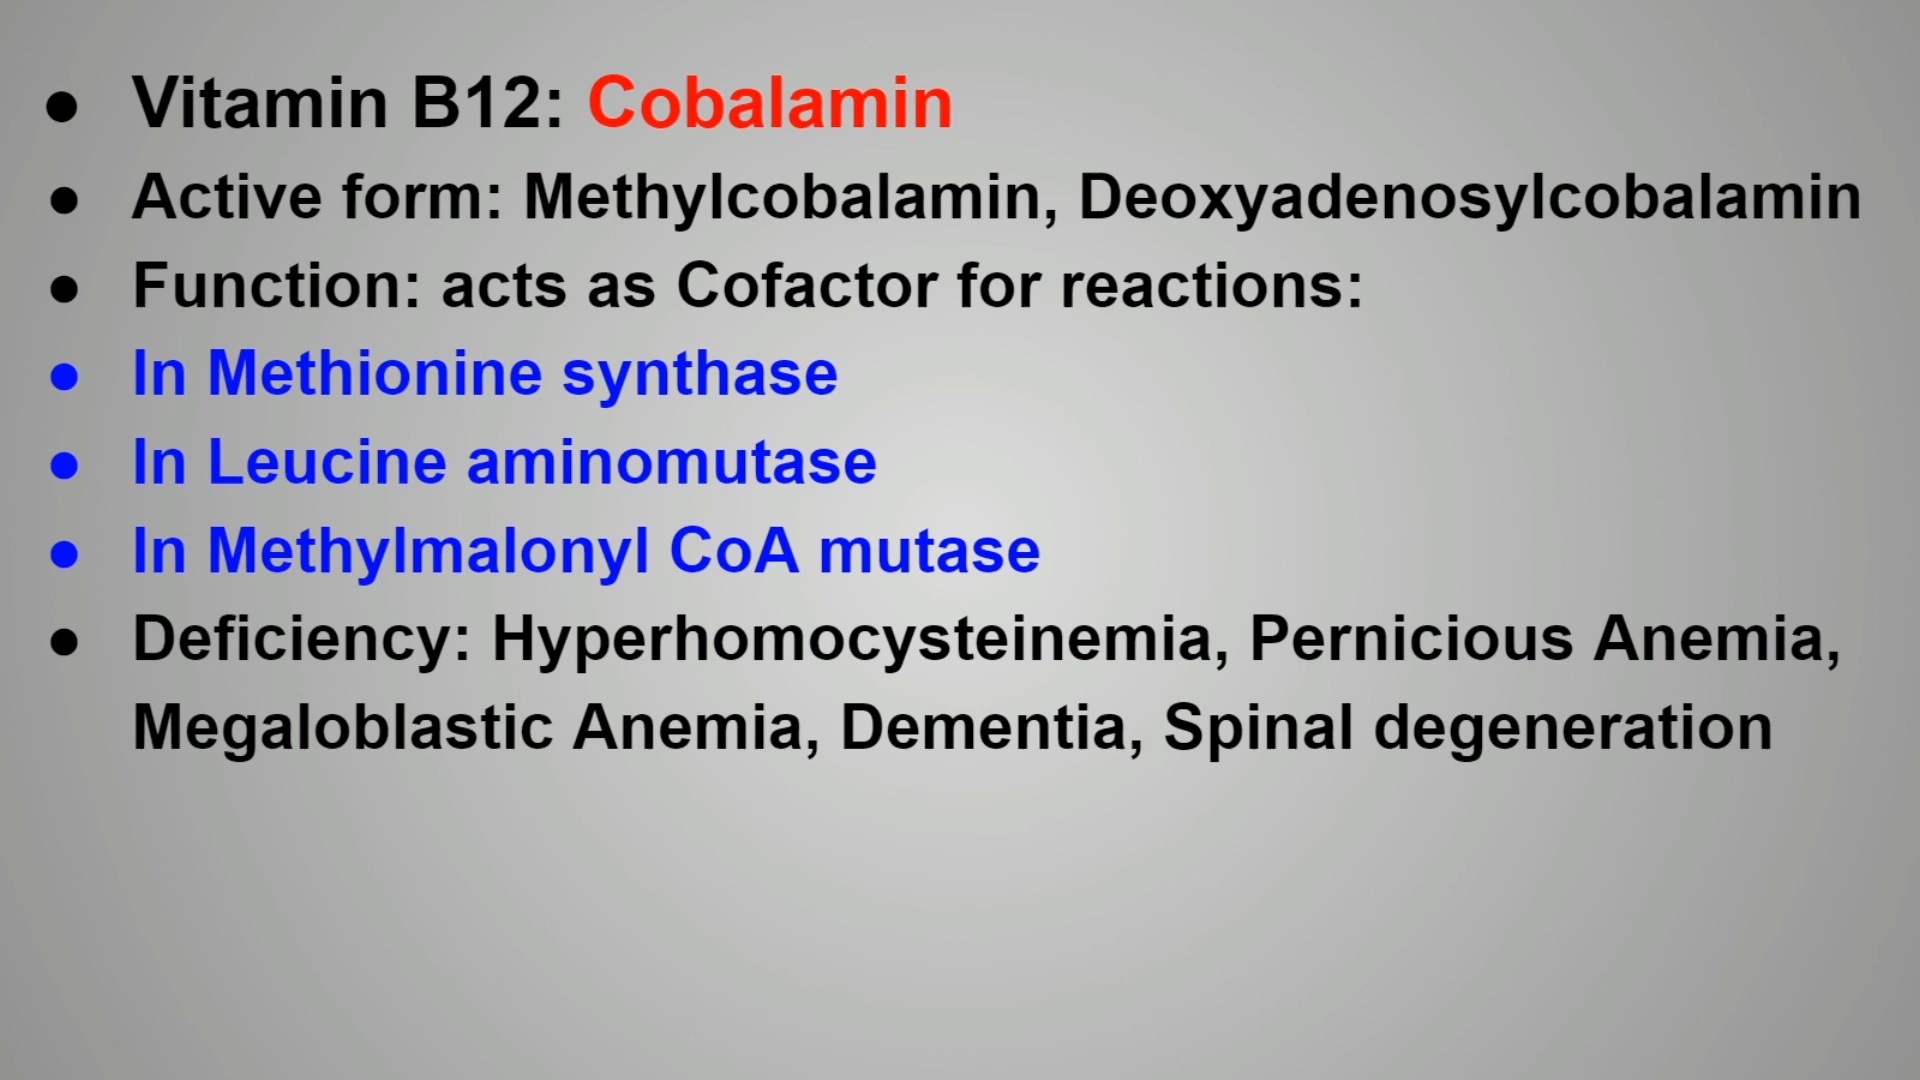 ● Vitamin B12: Cobalamin
● Active form: Methylcobalamin, Deoxyadenosylcobalamin
● Function: acts as Cofactor for reactions:
● In Methionine synthase
● In Leucine aminomutase
● In Methylmalonyl CoA mutase
● Deficiency: Hyperhomocysteinemia, Pernicious Anemia,
Megaloblastic Anemia, Dementia, Spinal degeneration